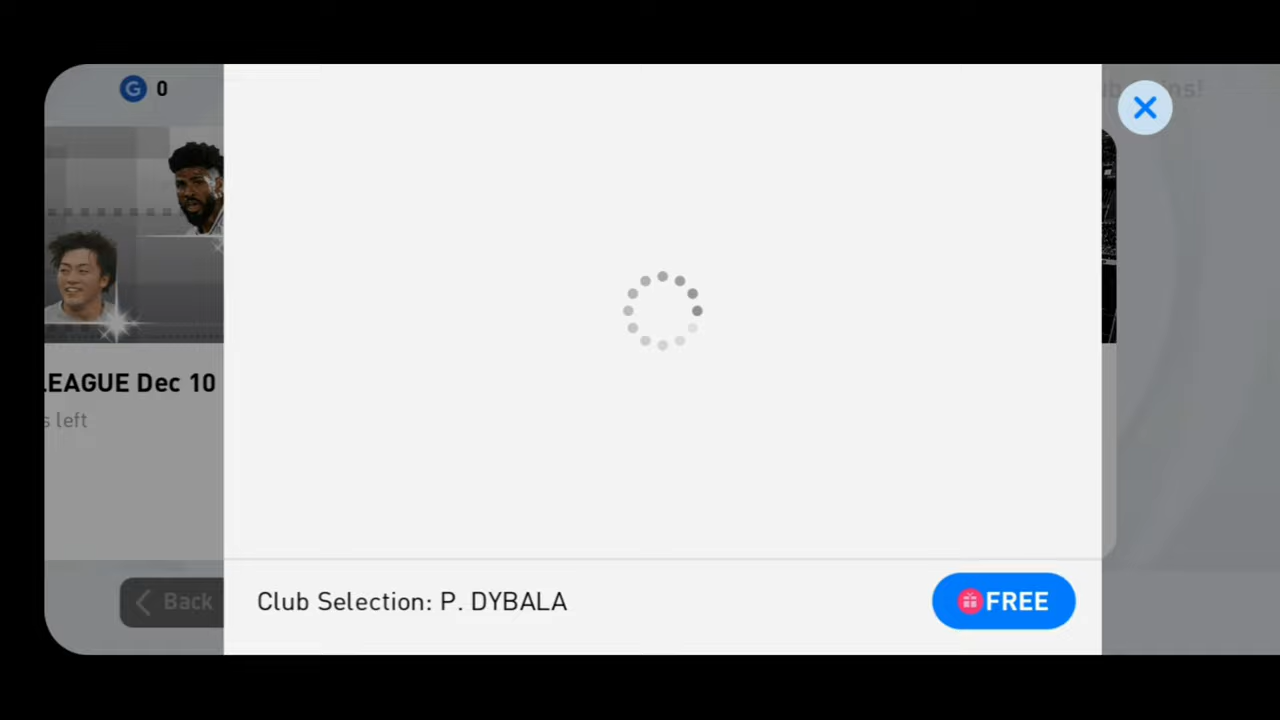 G 0
LEAGUE Dec 10
s left
Back
Club Selection: P. DYBALA
FREE